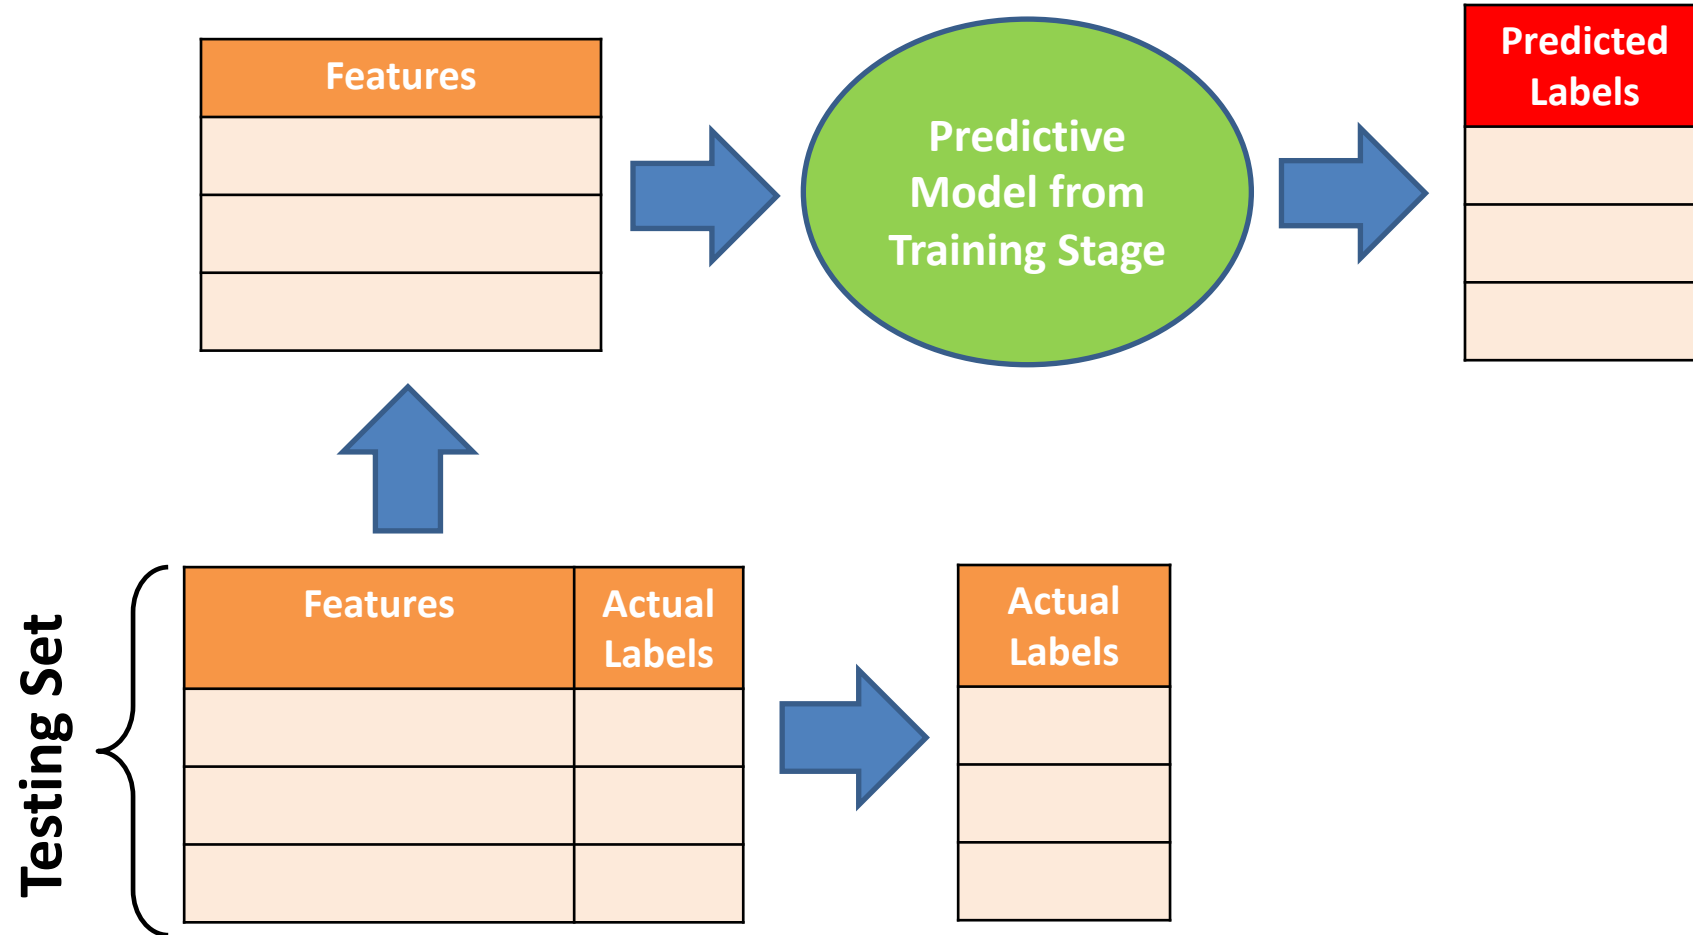 Features
Predictive
Model from
Training Stage
Predicted
Labels
Testing Set
Features
Actual
Labels
Actual
Labels